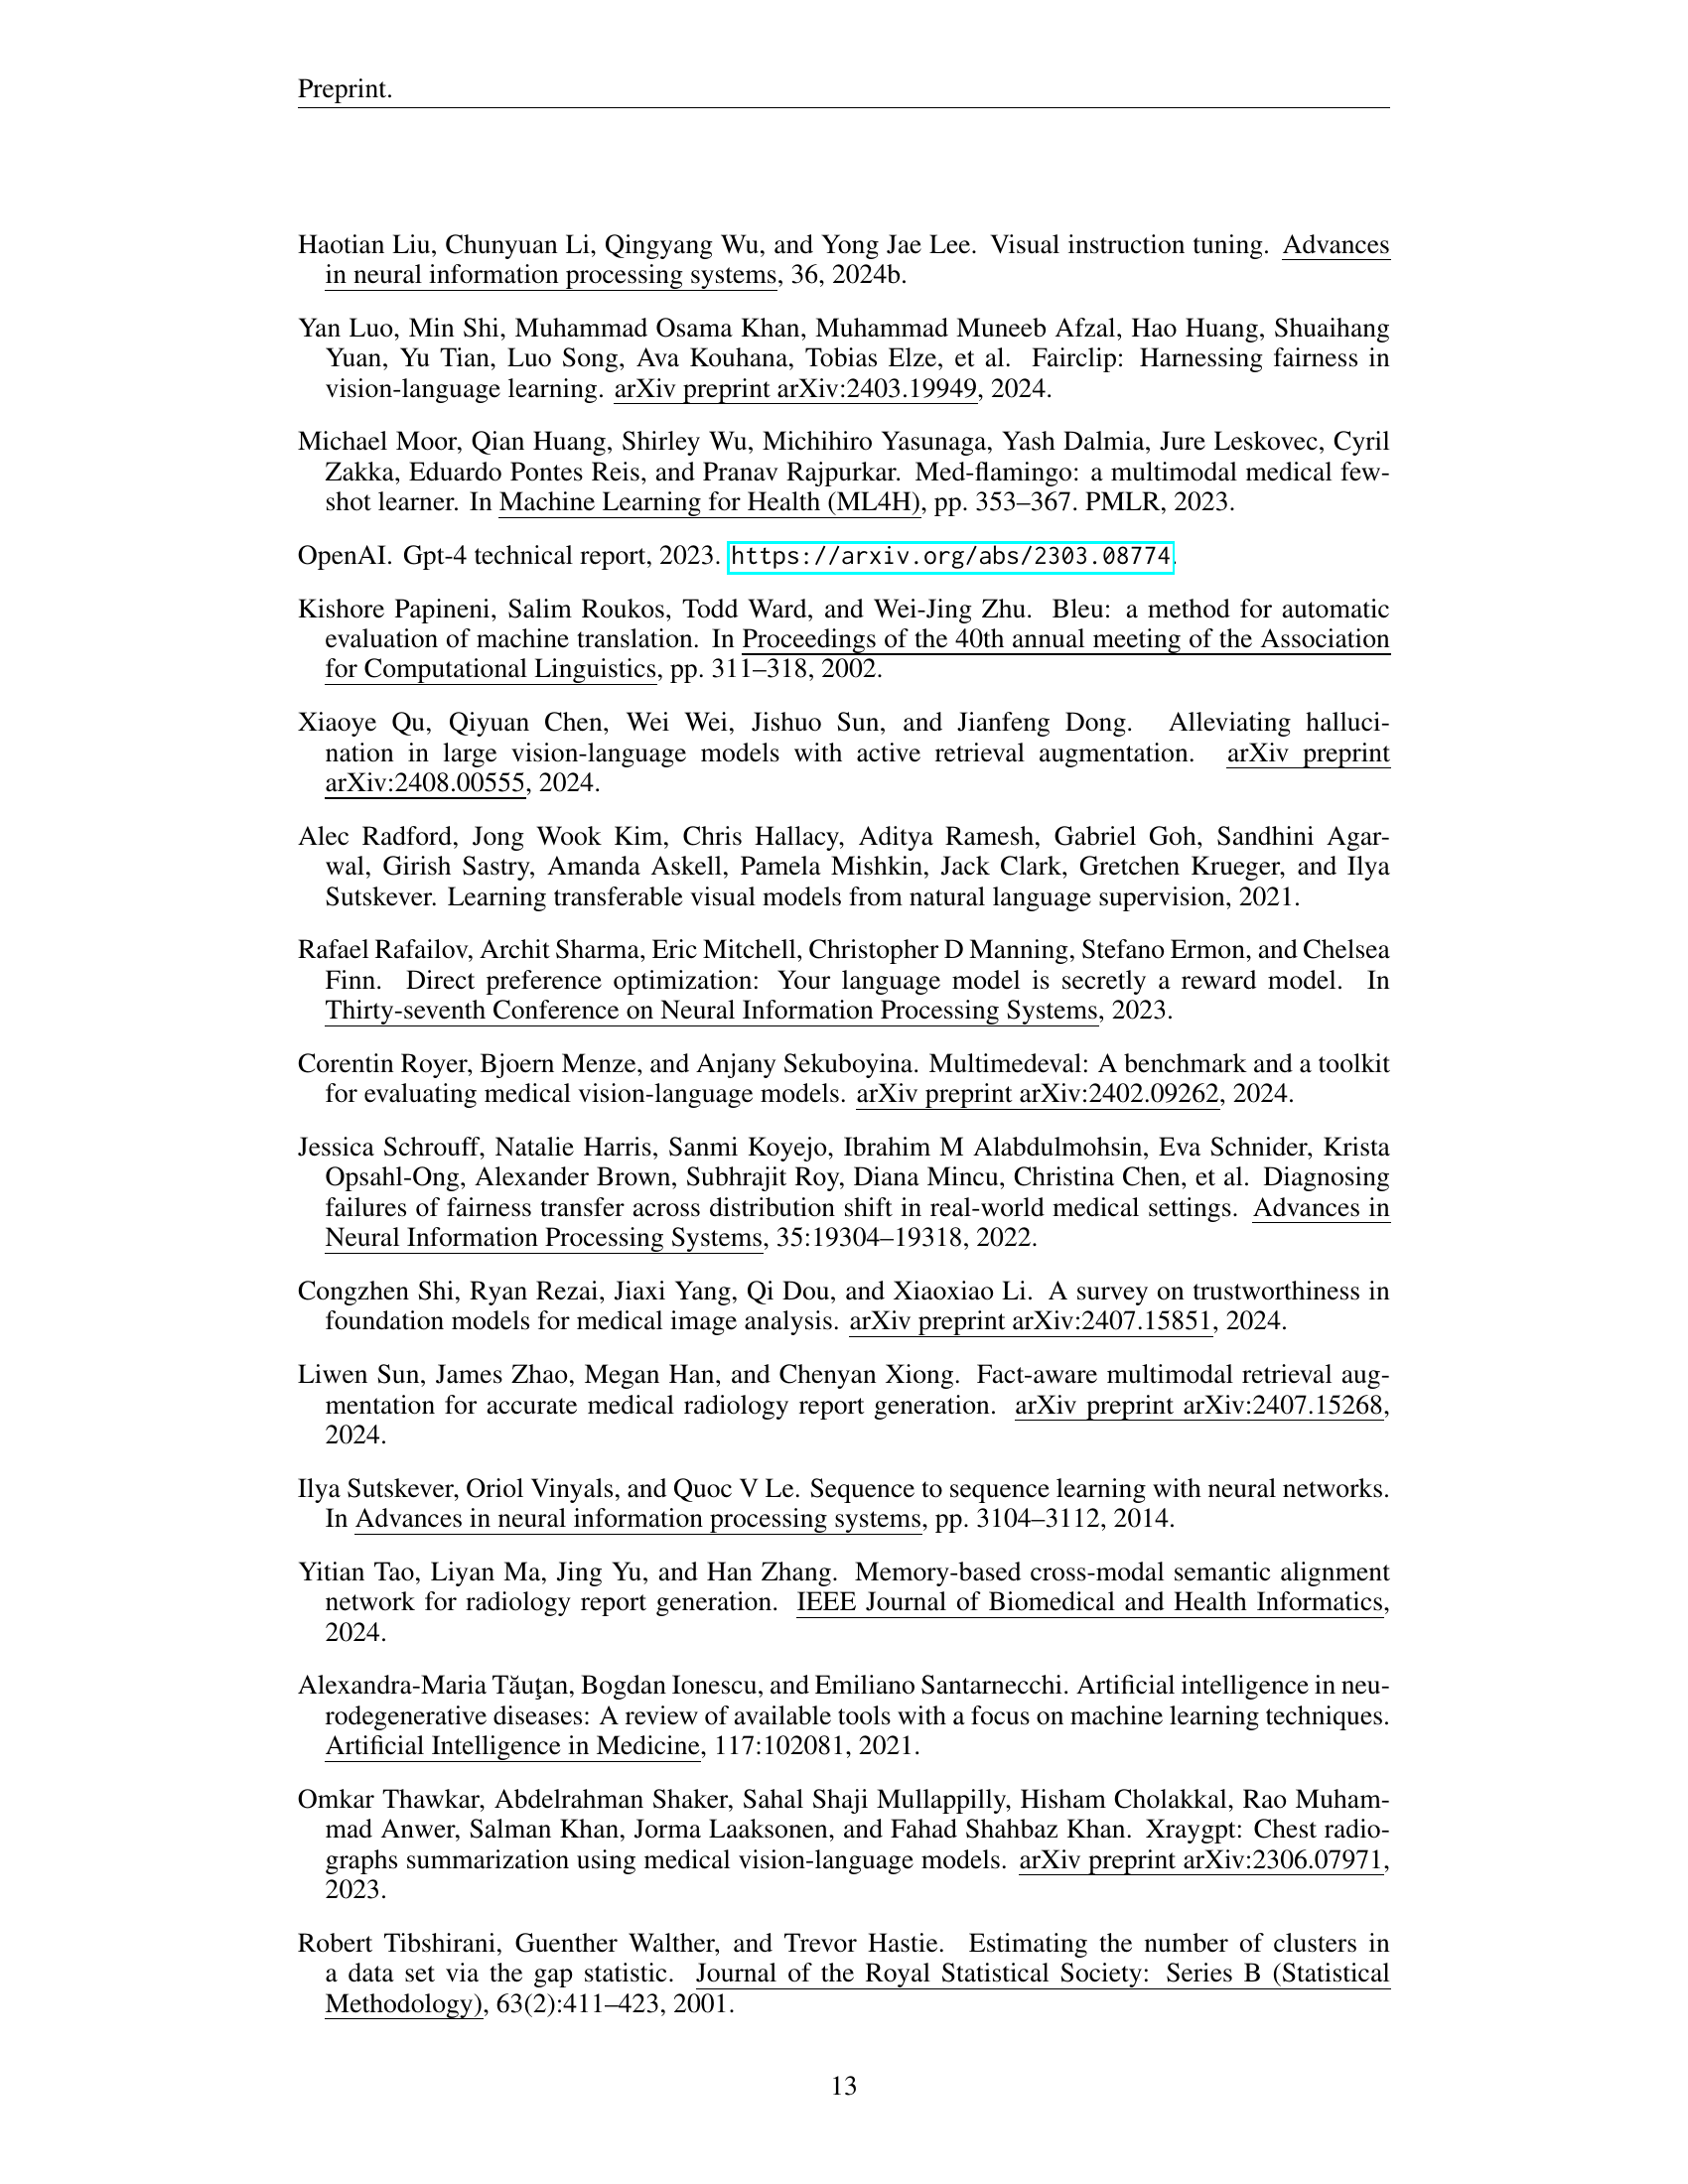 Preprint.
Haotian Liu, Chunyuan Li, Qingyang Wu, and Yong Jae Lee. Visual instruction tuning. Advances
in neural information processing systems, 36, 2024b.
Yan Luo, Min Shi, Muhammad Osama Khan, Muhammad Muneeb Afzal, Hao Huang, Shuaihang
Yuan, Yu Tian, Luo Song, Ava Kouhana, Tobias Elze, et al. Fairclip: Harnessing fairness in
vision-language learning. arXiv preprint arXiv:2403.19949, 2024.
Michael Moor, Qian Huang, Shirley Wu, Michihiro Yasunaga, Yash Dalmia, Jure Leskovec, Cyril
Zakka, Eduardo Pontes Reis, and Pranav Rajpurkar. Med-flamingo: a multimodal medical few-
shot learner. In Machine Learning for Health (ML4H), pp. 353–367. PMLR, 2023.
OpenAI. Gpt-4 technical report, 2023. https://arxiv.org/abs/2303.08774.
Kishore Papineni, Salim Roukos, Todd Ward, and Wei-Jing Zhu. Bleu: a method for automatic
evaluation of machine translation. In Proceedings of the 40th annual meeting of the Association
for Computational Linguistics, pp. 311–318, 2002.
Xiaoye Qu, Qiyuan Chen, Wei Wei, Jishuo Sun, and Jianfeng Dong. Alleviating halluci-
nation in large vision-language models with active retrieval augmentation. arXiv preprint
arXiv:2408.00555, 2024.
Alec Radford, Jong Wook Kim, Chris Hallacy, Aditya Ramesh, Gabriel Goh, Sandhini Agar-
wal, Girish Sastry, Amanda Askell, Pamela Mishkin, Jack Clark, Gretchen Krueger, and Ilya
Sutskever. Learning transferable visual models from natural language supervision, 2021.
Rafael Rafailov, Archit Sharma, Eric Mitchell, Christopher D Manning, Stefano Ermon, and Chelsea
Finn. Direct preference optimization: Your language model is secretly a reward model. In
Thirty-seventh Conference on Neural Information Processing Systems, 2023.
Corentin Royer, Bjoern Menze, and Anjany Sekuboyina. Multimedeval: A benchmark and a toolkit
for evaluating medical vision-language models. arXiv preprint arXiv:2402.09262, 2024.
Jessica Schrouff, Natalie Harris, Sanmi Koyejo, Ibrahim M Alabdulmohsin, Eva Schnider, Krista
Opsahl-Ong, Alexander Brown, Subhrajit Roy, Diana Mincu, Christina Chen, et al. Diagnosing
failures of fairness transfer across distribution shift in real-world medical settings. Advances in
Neural Information Processing Systems, 35:19304–19318, 2022.
Congzhen Shi, Ryan Rezai, Jiaxi Yang, Qi Dou, and Xiaoxiao Li. A survey on trustworthiness in
foundation models for medical image analysis. arXiv preprint arXiv:2407.15851, 2024.
Liwen Sun, James Zhao, Megan Han, and Chenyan Xiong. Fact-aware multimodal retrieval aug-
mentation for accurate medical radiology report generation. arXiv preprint arXiv:2407.15268,
2024.
Ilya Sutskever, Oriol Vinyals, and Quoc V Le. Sequence to sequence learning with neural networks.
In Advances in neural information processing systems, pp. 3104–3112, 2014.
Yitian Tao, Liyan Ma, Jing Yu, and Han Zhang. Memory-based cross-modal semantic alignment
network for radiology report generation. IEEE Journal of Biomedical and Health Informatics,
2024.
Alexandra-Maria Tăuţan, Bogdan Ionescu, and Emiliano Santarnecchi. Artificial intelligence in neu-
rodegenerative diseases: A review of available tools with a focus on machine learning techniques.
Artificial Intelligence in Medicine, 117:102081, 2021.
Omkar Thawkar, Abdelrahman Shaker, Sahal Shaji Mullappilly, Hisham Cholakkal, Rao Muham-
mad Anwer, Salman Khan, Jorma Laaksonen, and Fahad Shahbaz Khan. Xraygpt: Chest radio-
graphs summarization using medical vision-language models. arXiv preprint arXiv:2306.07971,
2023.
Robert Tibshirani, Guenther Walther, and Trevor Hastie. Estimating the number of clusters in
a data set via the gap statistic. Journal of the Royal Statistical Society: Series B (Statistical
Methodology), 63(2):411–423, 2001.
13